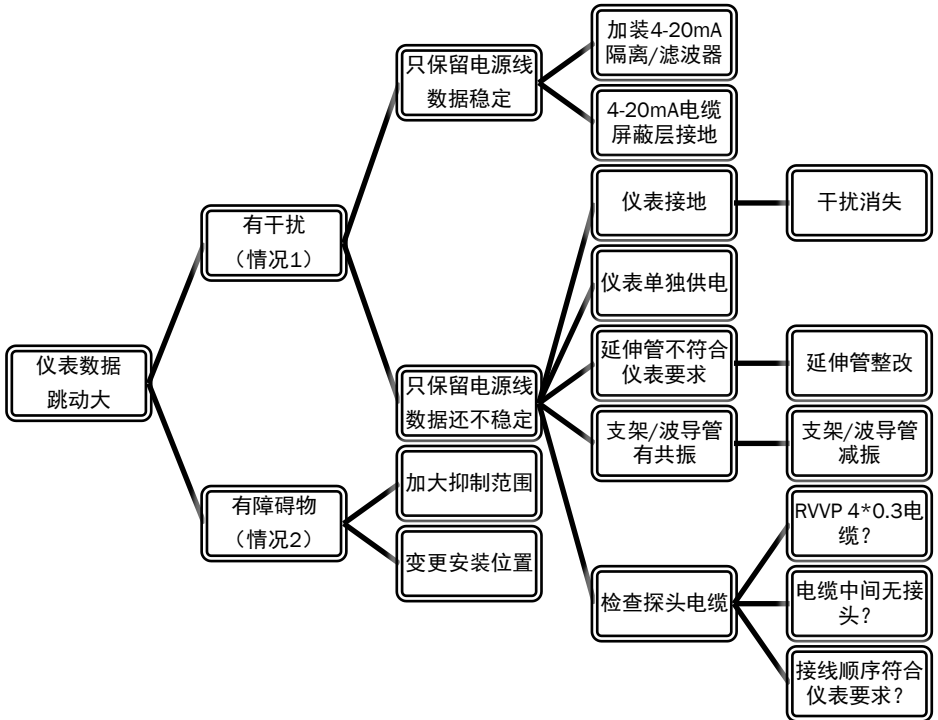 仪表数据
跳动大
有干扰
（情况1）
只保留电源线
数据稳定
加装4-20mA
隔离/滤波器
4-20mA电缆
屏蔽层接地
只保留电源线
数据还不稳定
仪表接地
干扰消失
仪表单独供电
延伸管不符合
仪表要求
延伸管整改
支架/波导管
有共振
支架/波导管
减振
检查探头电缆
RVVP 4*0.3电
缆？
电缆中间无接
头？
接线顺序符合
仪表要求？
有障碍物
（情况2）
加大抑制范围
变更安装位置